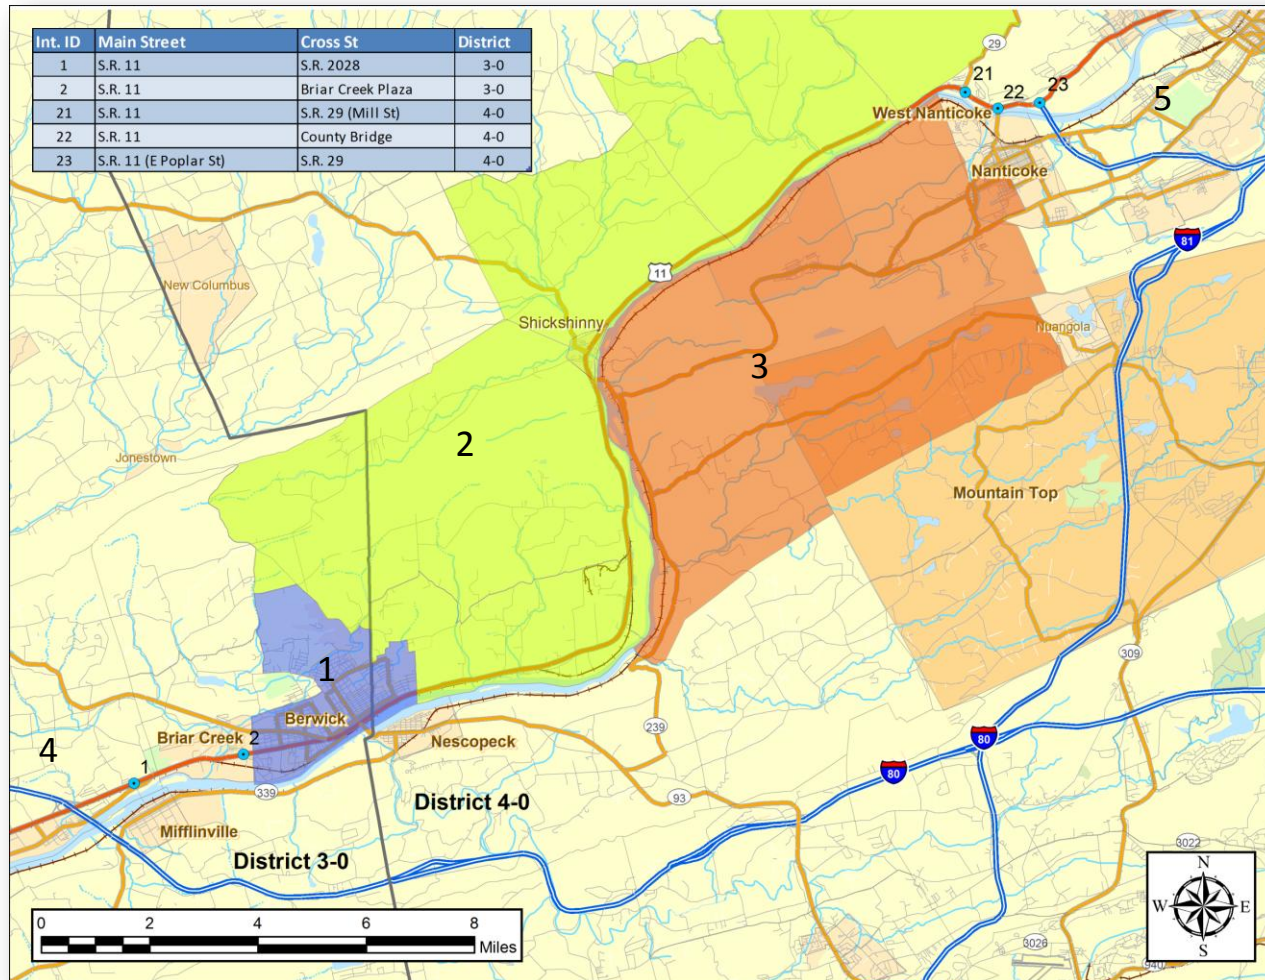 Int. ID Main Street Cross St District
1 S.R. 11 S.R. 2028 3-0
2 S.R. 11 Briar Creek Plaza 3-0
21 S.R. 11 S.R. 29 (Mill St) 4-0
22 S.R. 11 County Bridge 4-0
23 S.R. 11 (E Poplar St) S.R. 29 4-0
29
21
22
23
5
West Nanticoke
Nanticoke
81
11
New Columbus
Shickshinny
Nuangola
3
2
Jonestown
Mountain Top
309
1
Berwick
239
Briar Creek
2
Nescopeck
80
4
1
80
339
93
District 4-0
Mifflinville
District 3-0
3022
N
W E
S
0 2 4 6 8
Miles
3026
940